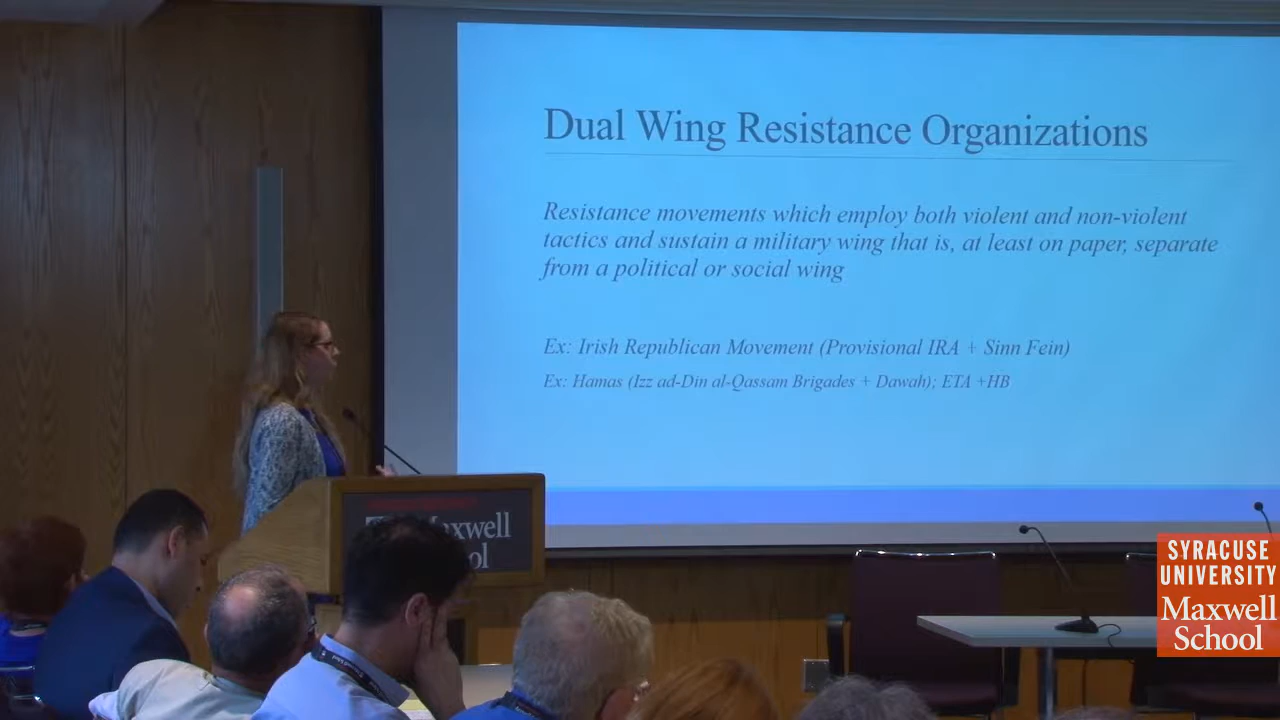 Dual Wing Resistance Organizations
Resistance movements which employ both violent and non-violent
tactics and sustain a military wing that is, at least on paper, separate
from a political or social wing
Ex: Irish Republican Movement (Provisional IRA + Sinn Fein)
Ex: Hamas (Izz ad-Din al-Qassam Brigades + Dawah); ETA +HB
Maxwell
SYRACUSE
UNIVERSITY
Maxwell
School